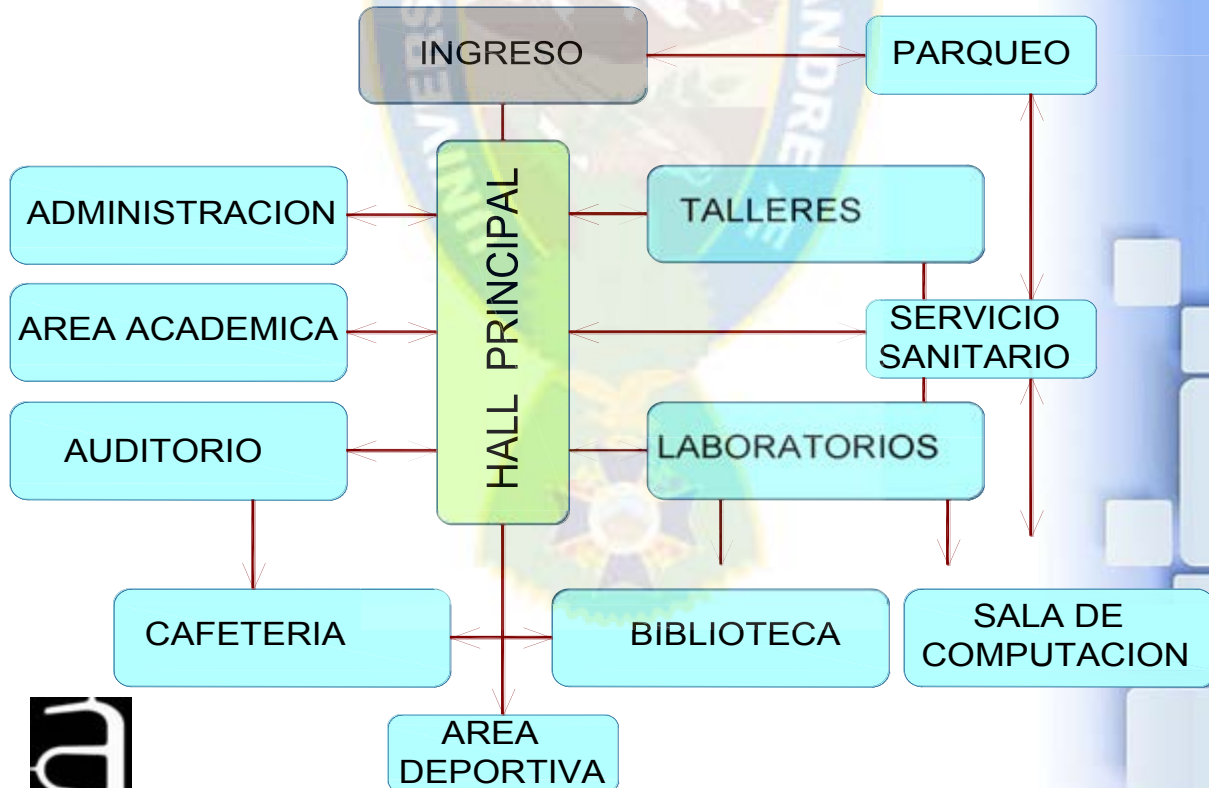 INGRESO
PARQUEO
ADMINISTRACION
HALL PRINCIPAL
TALLERES
AREA ACADEMICA
SERVICIO
SANITARIO
AUDITORIO
LABORATORIOS
CAFETERIA
BIBLIOTECA
SALA DE
COMPUTACION
AREA
DEPORTIVA